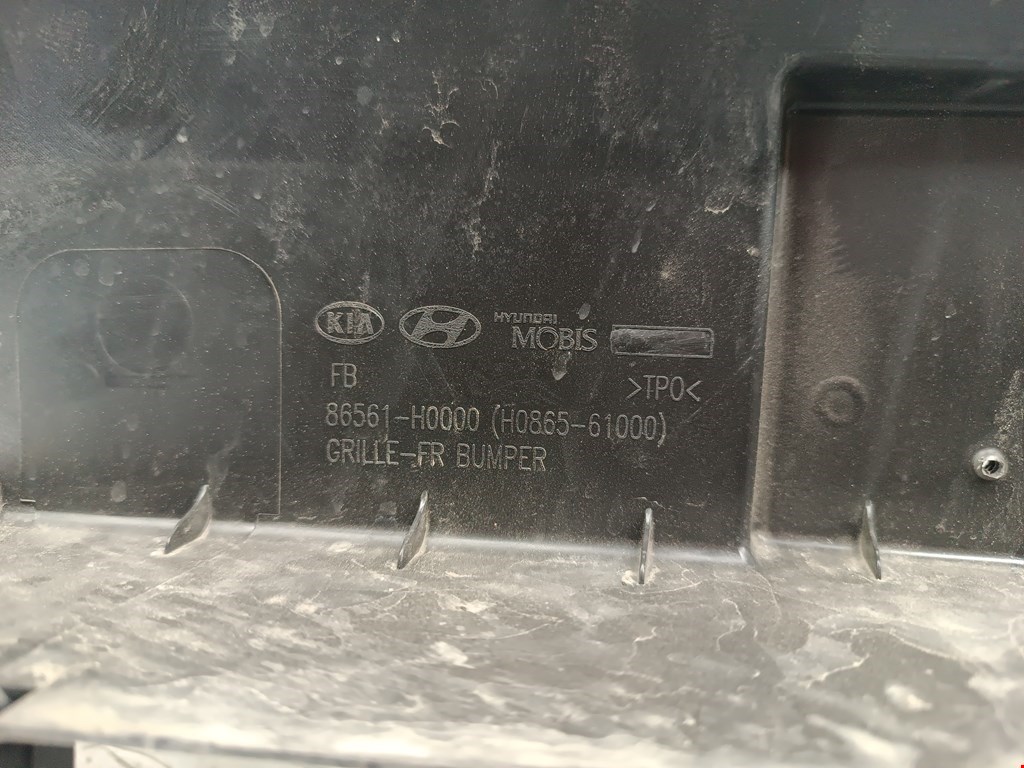 KIA HYUNDAI
MOBIS
FB >TPO<
86561-H0000 (H0865-61000)
GRILLE-FR BUMPER